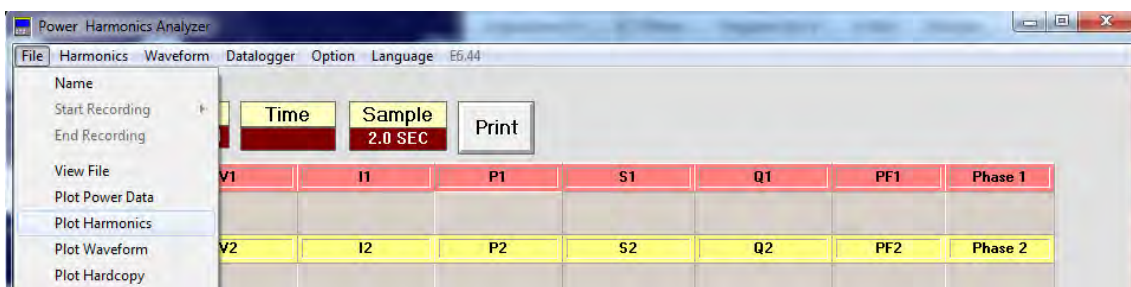 Power Harmonics Analyzer
File Harmonics Waveform Datalogger Option Language E6.44
Name
Start Recording
End Recording
View File
Plot Power Data
Plot Harmonics
Plot Waveform
Plot Hardcopy
Time Sample Print
2.0 SEC
V1 I1 P1 S1 Q1 PF1 Phase 1
V2 I2 P2 S2 Q2 PF2 Phase 2